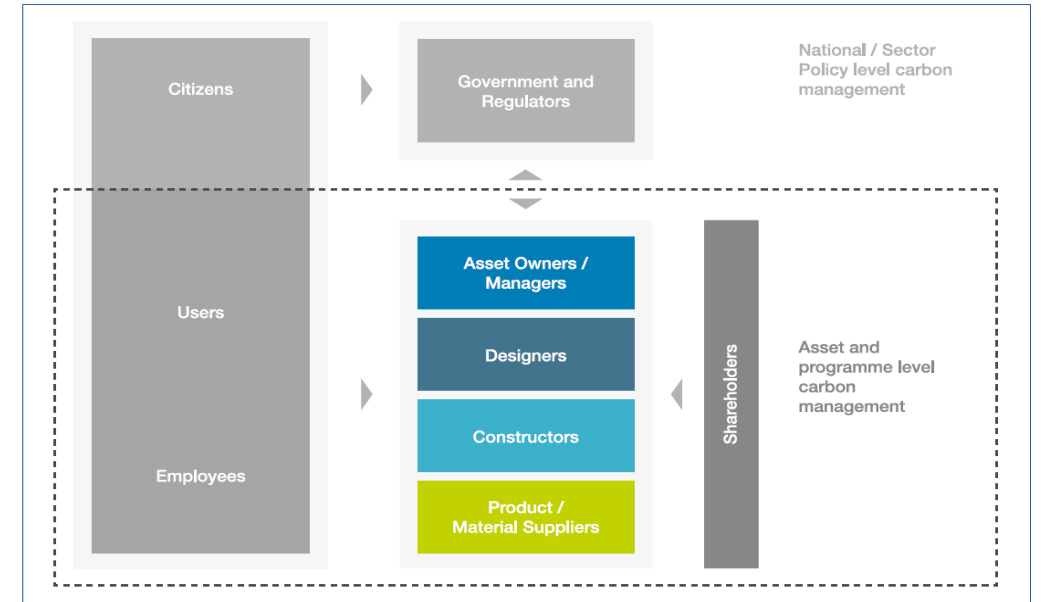 Citizens
Government and
Regulators
National / Sector
Policy level carbon
management
Users
Employees
Asset Owners /
Managers
Designers
Constructors
Product /
Material Suppliers
Shareholders
Asset and
programme level
carbon
management